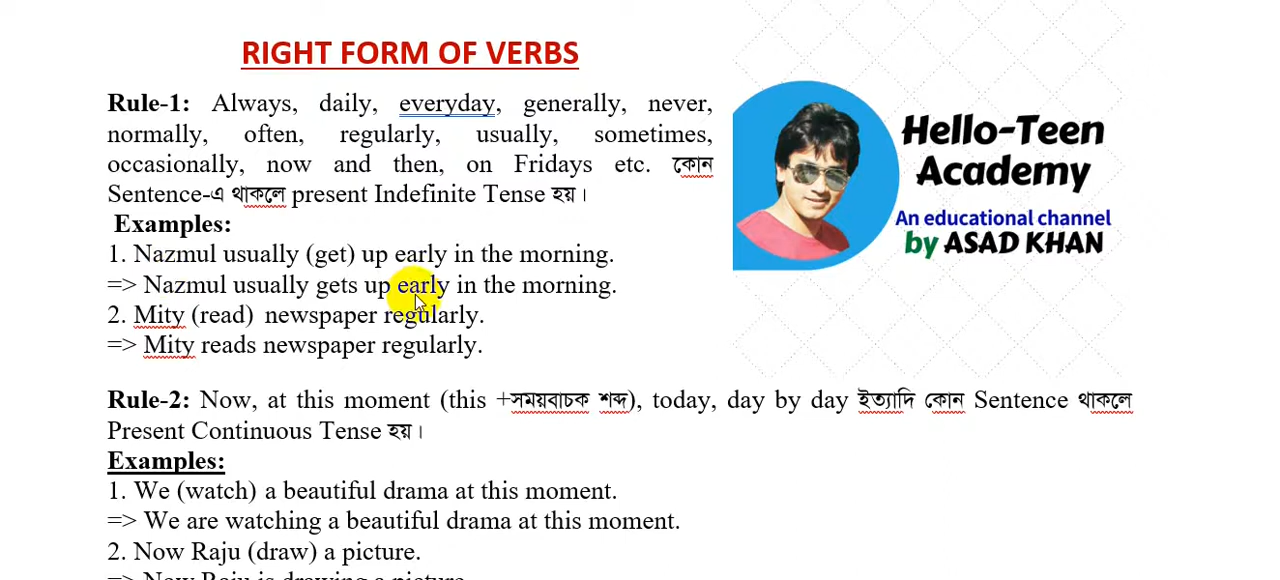 RIGHT FORM OF VERBS
Rule-1: Always, daily, everyday, generally, never,
normally, often, regularly, usually, sometimes,
occasionally, now and then, on Fridays etc. কোন
Sentence-এ থাকলে present Indefinite Tense হয়।
Examples:
1. Nazmul usually (get) up early in the morning.
=> Nazmul usually gets up early in the morning.
2. Mity (read) newspaper regularly.
=> Mity reads newspaper regularly.
Hello-Teen
Academy
An educational channel
by ASAD KHAN
Rule-2: Now, at this moment (this +সময়বাচক শব্দ), today, day by day ইত্যাদি কোন Sentence থাকলে
Present Continuous Tense হয়।
Examples:
1. We (watch) a beautiful drama at this moment.
=> We are watching a beautiful drama at this moment.
2. Now Raju (draw) a picture.
=> Now Raju is drawing a picture.